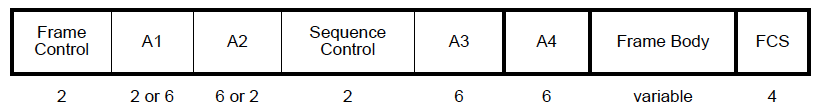 Frame Control A1 A2 Sequence Control A3 A4 Frame Body FCS
2 2 or 6 6 or 2 2 6 6 variable 4